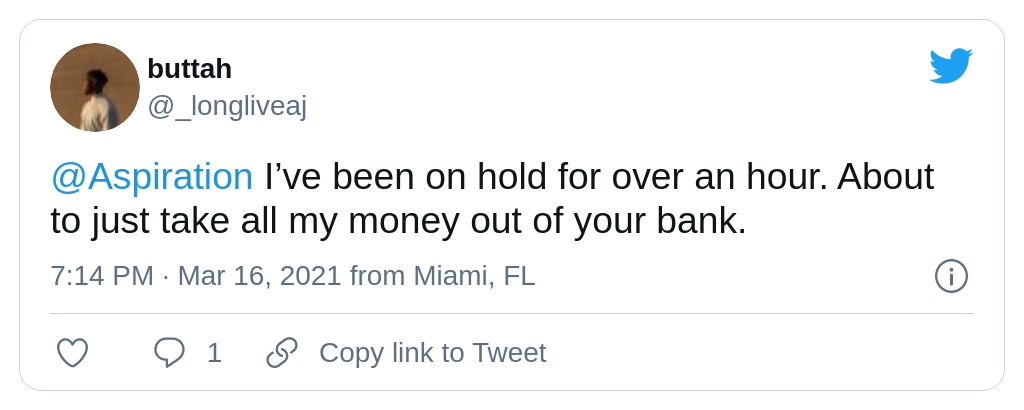 buttah
@_longliveaj
@Aspiration I’ve been on hold for over an hour. About
to just take all my money out of your bank.
7:14 PM · Mar 16, 2021 from Miami, FL
1 Copy link to Tweet